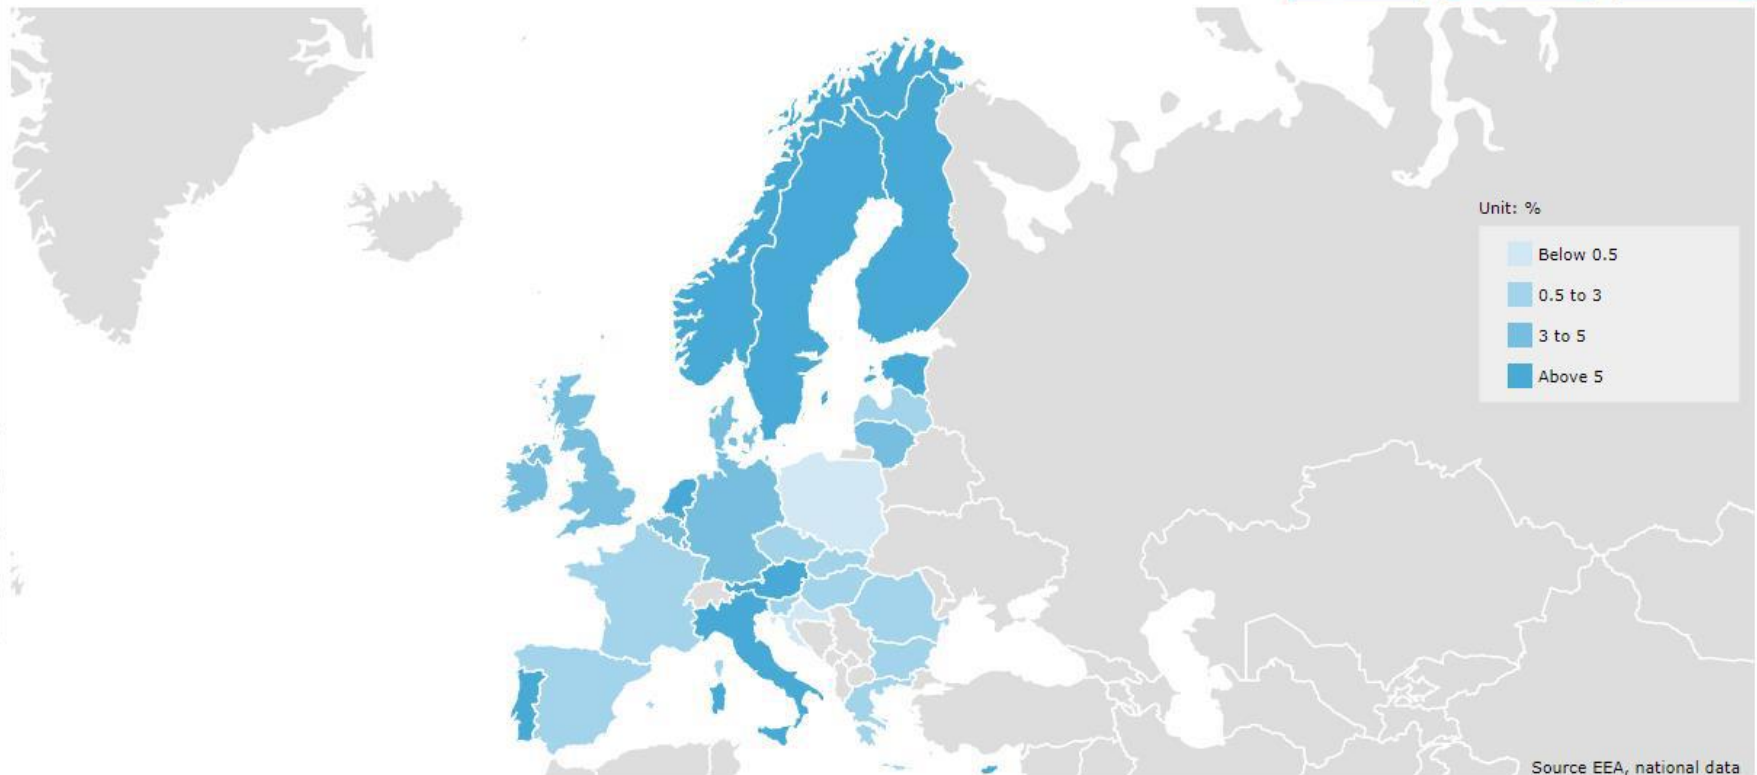 Unit: %
Below 0.5
0.5 to 3
3 to 5
Above 5
Source EEA, national data